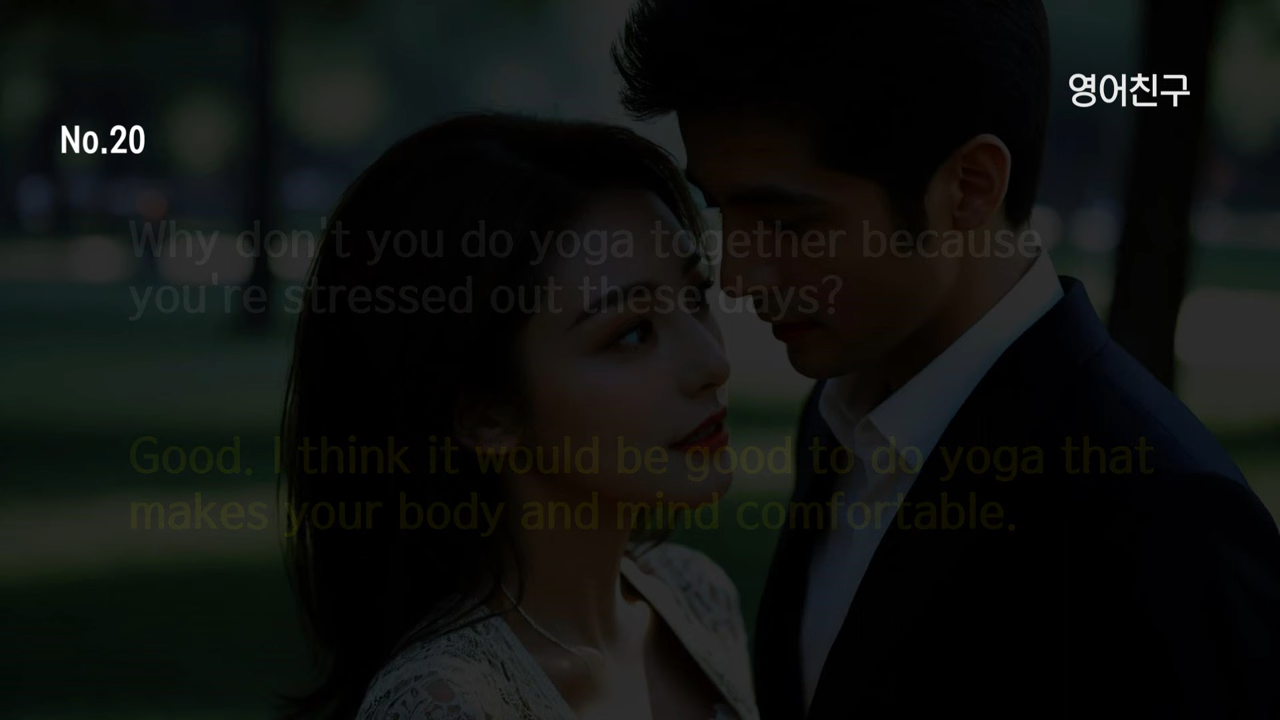 영어친구
No.20
Why don't you do yoga together because
you're stressed out these days?
Good. I think it would be good to do yoga that
makes your body and mind comfortable.